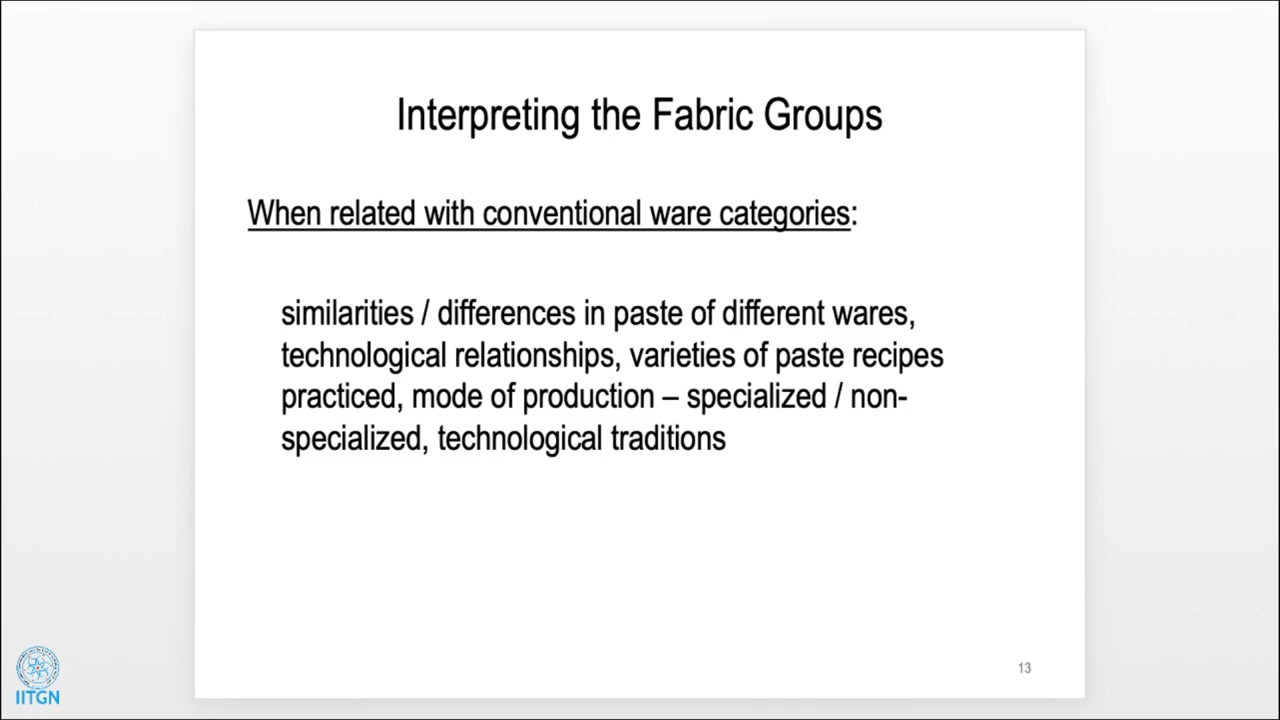 Interpreting the Fabric Groups
When related with conventional ware categories:
similarities / differences in paste of different wares,
technological relationships, varieties of paste recipes
practiced, mode of production – specialized / non-
specialized, technological traditions
13
IITGN